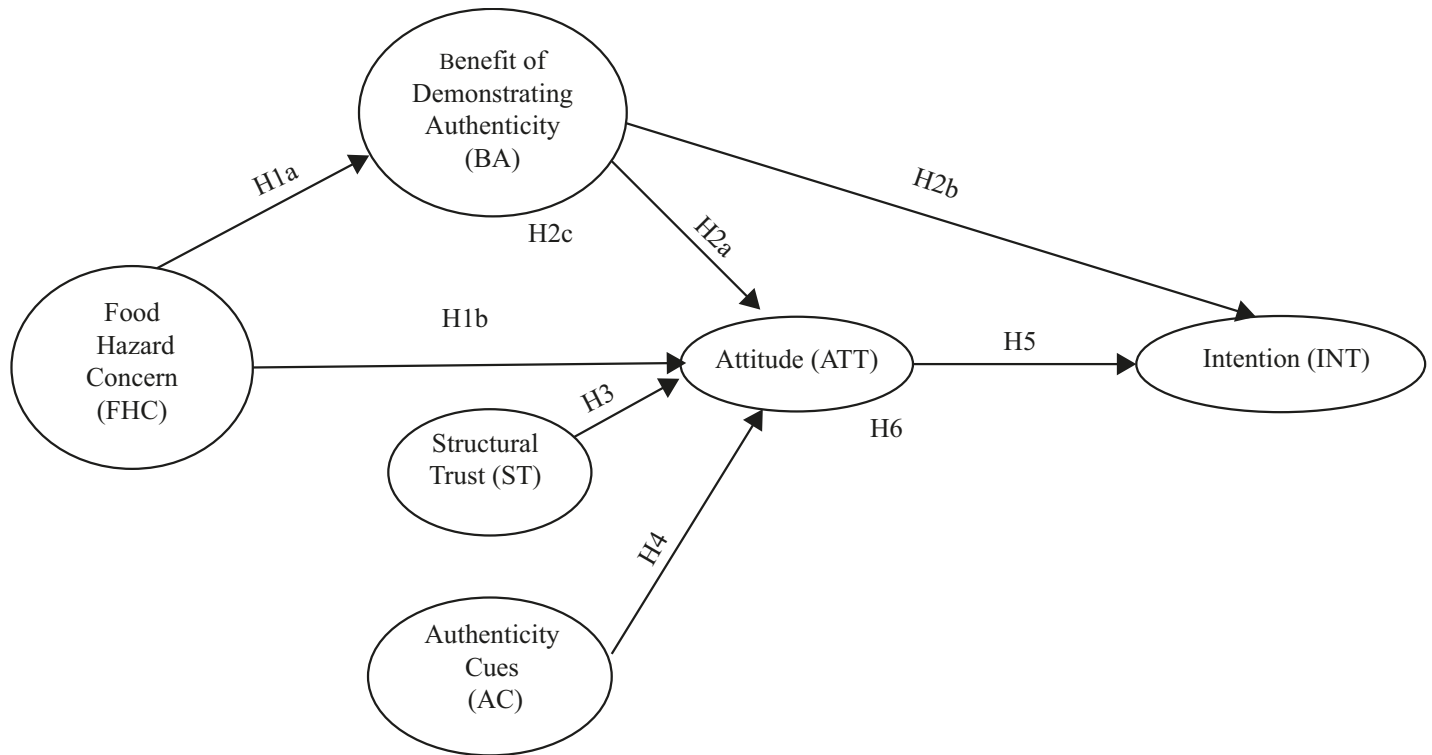 Benefit of
Demonstrating
Authenticity
(BA)
H1a
H2b
H2c
H2a
Food
Hazard
Concern
(FHC)
H1b
Attitude (ATT)
H5
Intention (INT)
H3
H6
Structural
Trust (ST)
H4
Authenticity
Cues
(AC)